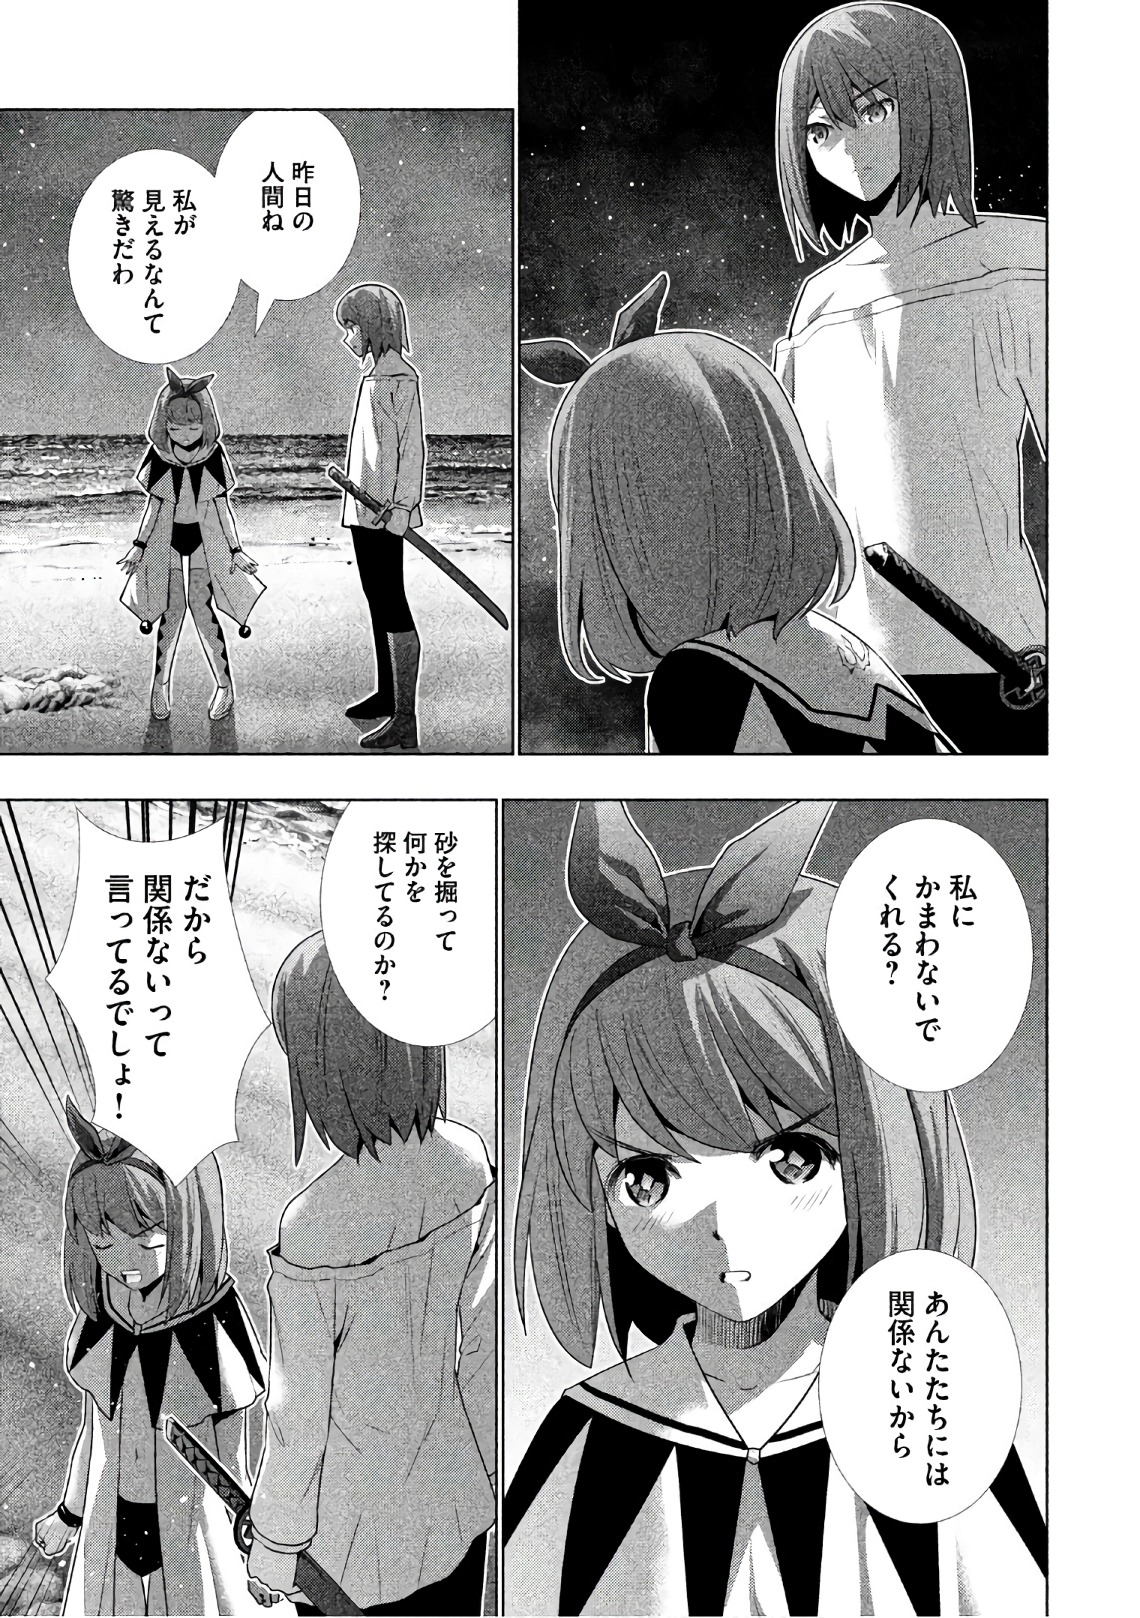 昨日の
人間ね
私が
見えるなんて
驚きだわ
私に
かまわないで
くれる?
あんたたちには
関係ないから
砂を掘って
何かを
探してるのか?
だから
関係ないって
言ってるでしょ!